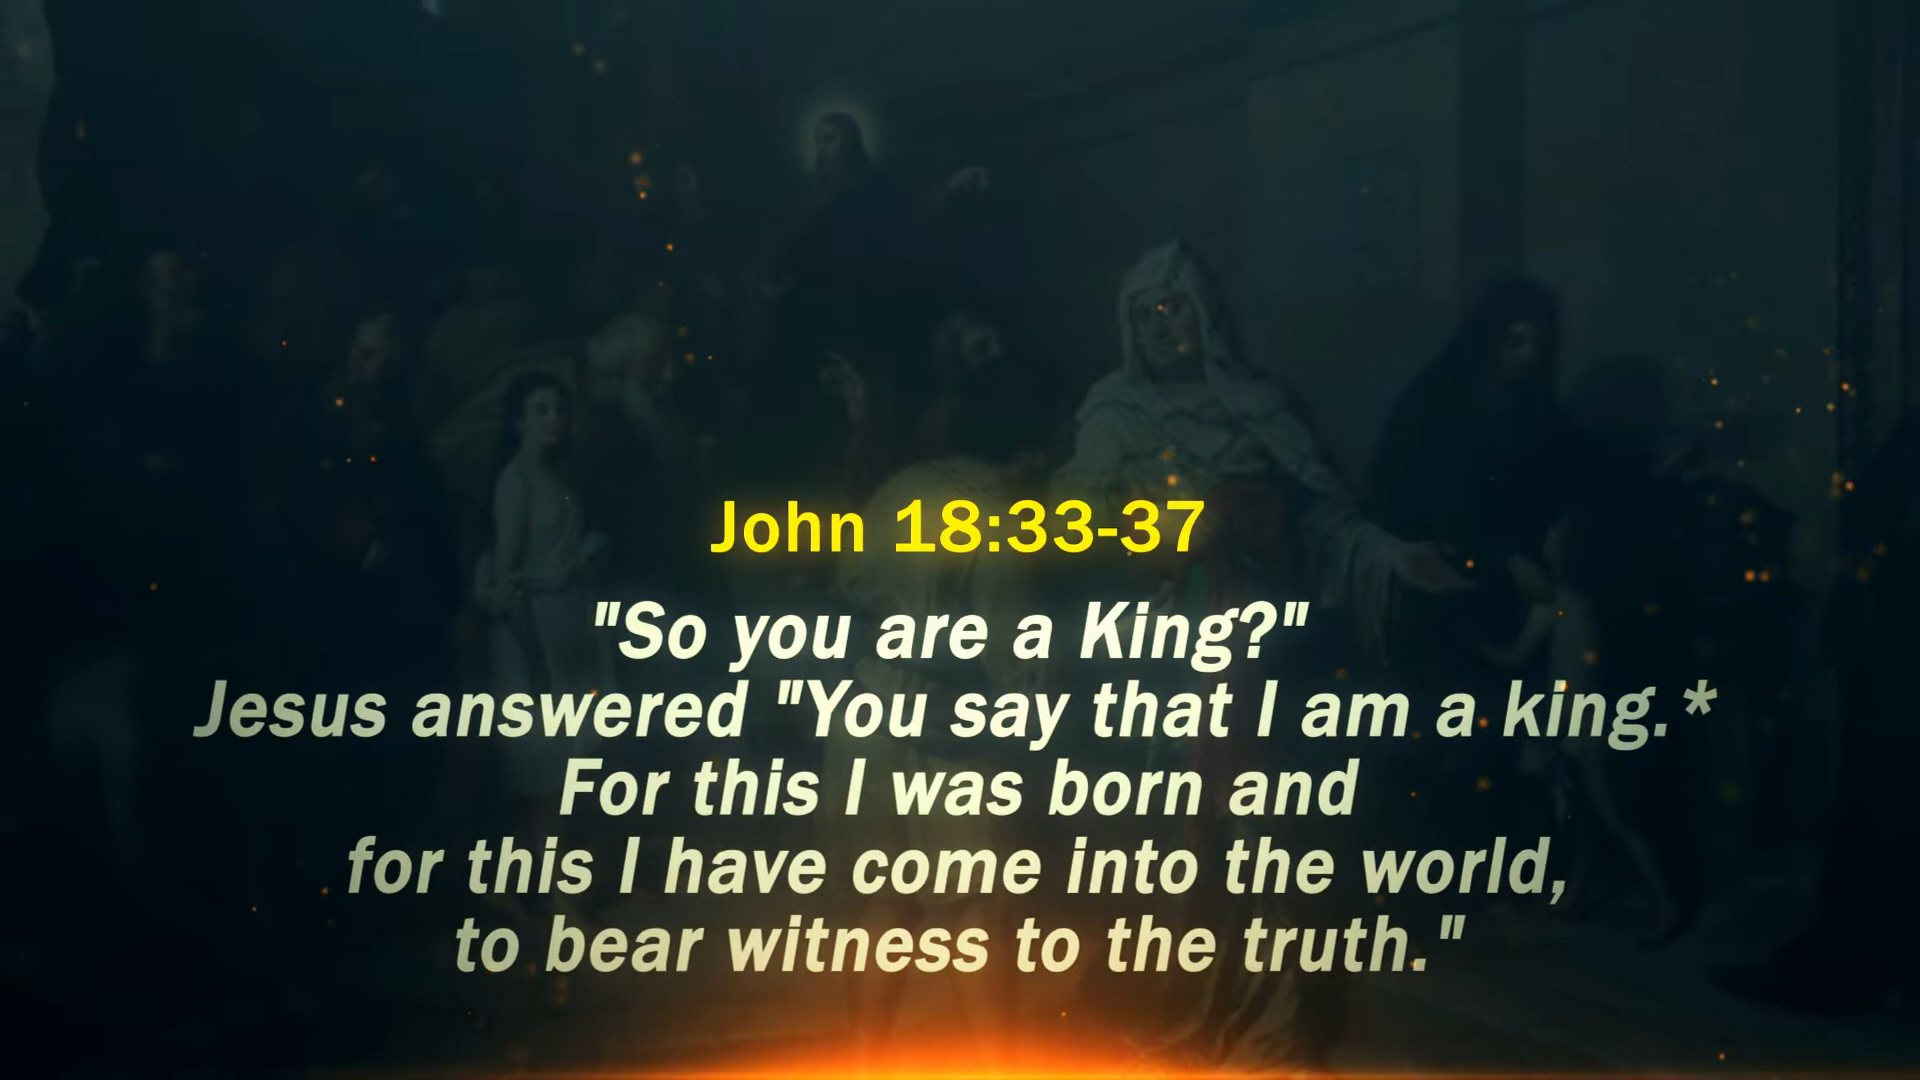 John 18:33-37
"So you are a King?"
Jesus answered "You say that I am a king.*
For this I was born and
for this I have come into the world,
to bear witness to the truth."